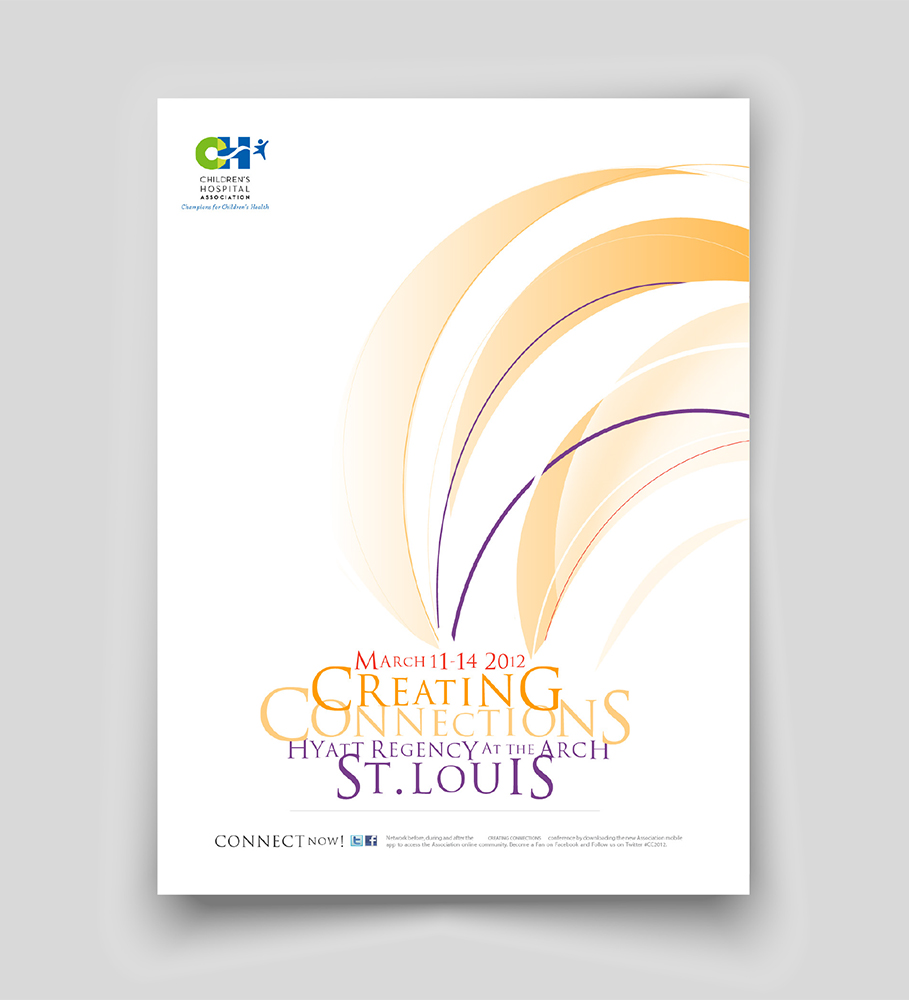 CH
CHILDREN'S
HOSPITAL
ASSOCIATION
Champions for Children's Health
MARCH 11-14 2012
CREATING
CONNECTIONS
HYATT REGENCY AT THE ARCH
ST. LOUIS
CONNECT NOW!
Network before, during and after the CREATING CONNECTIONS conference by downloading the new Association mobile
app to access the Association online community. Become a Fan on Facebook and Follow us on Twitter #CC2012.